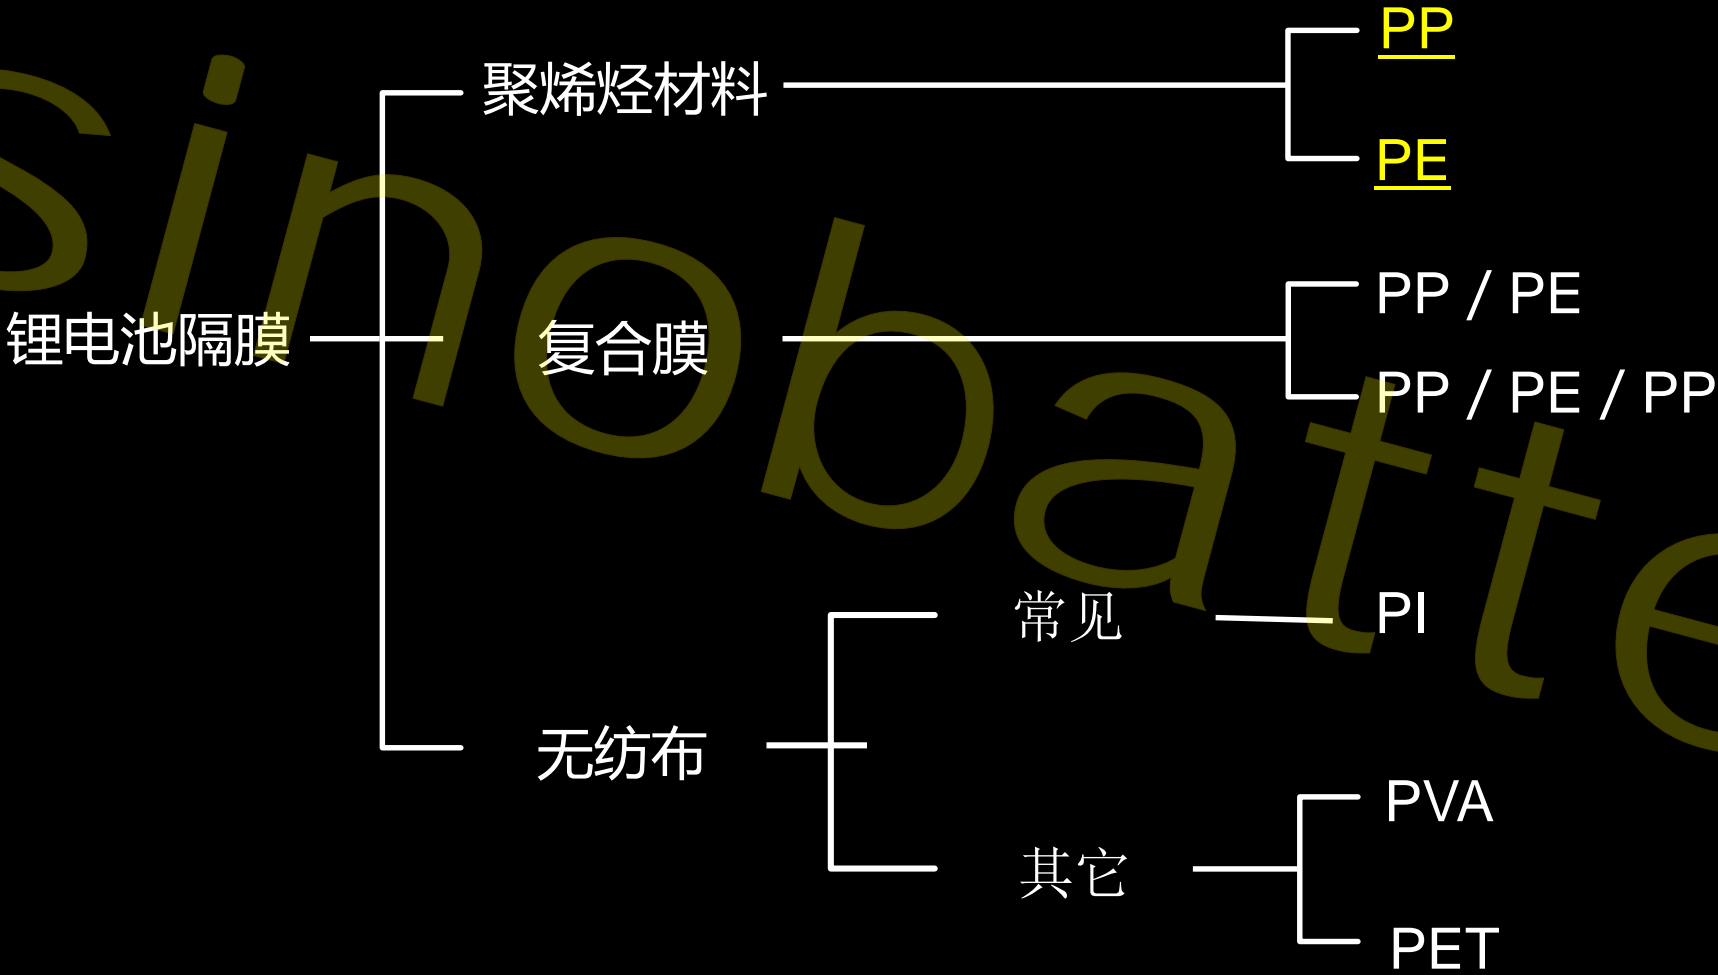 锂电池隔膜
聚烯烃材料
PP
PE
复合膜
PP / PE
PP / PE / PP
无纺布
常见
PI
其它
PVA
PET
sinobatte